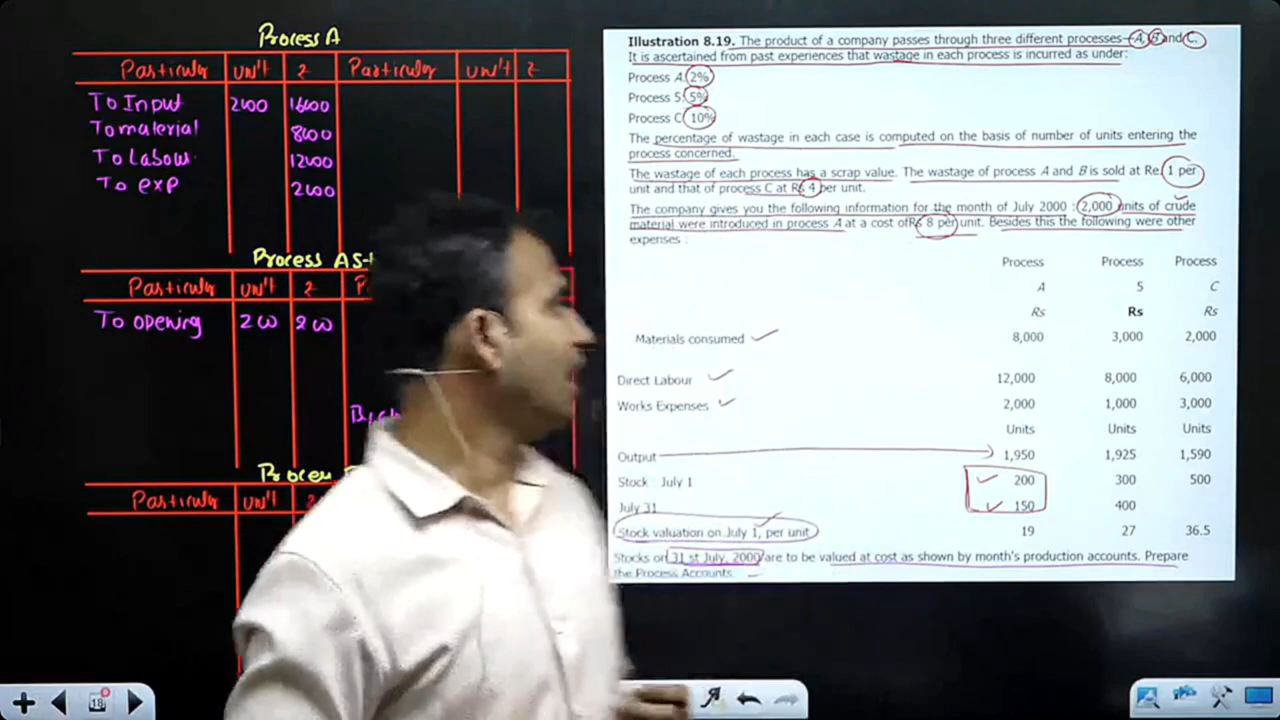 Process A
Particular Unit ₹ Particular Unit ₹
To Input 2000 16000
To material 8000
To Labour 12000
To exp 2000
Process A St
Particular Unit ₹ P
To opening 200
By
Process
Particular Unit
Illustration 8.19. The product of a company passes through three different processes—A, B and C.
It is ascertained from past experiences that wastage in each process is incurred as under:
Process A: 2%
Process 5: 5%
Process C 10%
The percentage of wastage in each case is computed on the basis of number of units entering the
process concerned.
The wastage of each process has a scrap value. The wastage of process A and B is sold at Re. 1 per
unit and that of process C at Rs 4 per unit.
The company gives you the following information for the month of July 2000 : 2,000 units of crude
material were introduced in process A at a cost ofRs 8 per unit. Besides this the following were other
expenses :
Process Process Process
A 5 C
Rs Rs Rs
Materials consumed 8,000 3,000 2,000
Direct Labour 12,000 8,000 6,000
Works Expenses 2,000 1,000 3,000
Units Units Units
Output 1,950 1,925 1,590
Stock July 1 200 300 500
July 31 150 400
Stock valuation on July 1, per unit 19 27 36.5
Stocks on 31 st July, 2000 are to be valued at cost as shown by month's production accounts. Prepare
the Process Accounts.
18